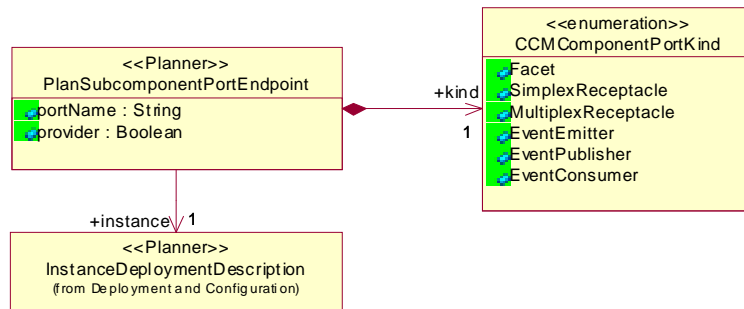 <<Planner>>
PlanSubcomponentPortEndpoint
portName : String
provider : Boolean
+kind
1
<<enumeration>>
CCMComponentPortKind
Facet
SimplexReceptacle
MultiplexReceptacle
EventEmitter
EventPublisher
EventConsumer
+instance
1
<<Planner>>
InstanceDeploymentDescription
(from Deployment and Configuration)